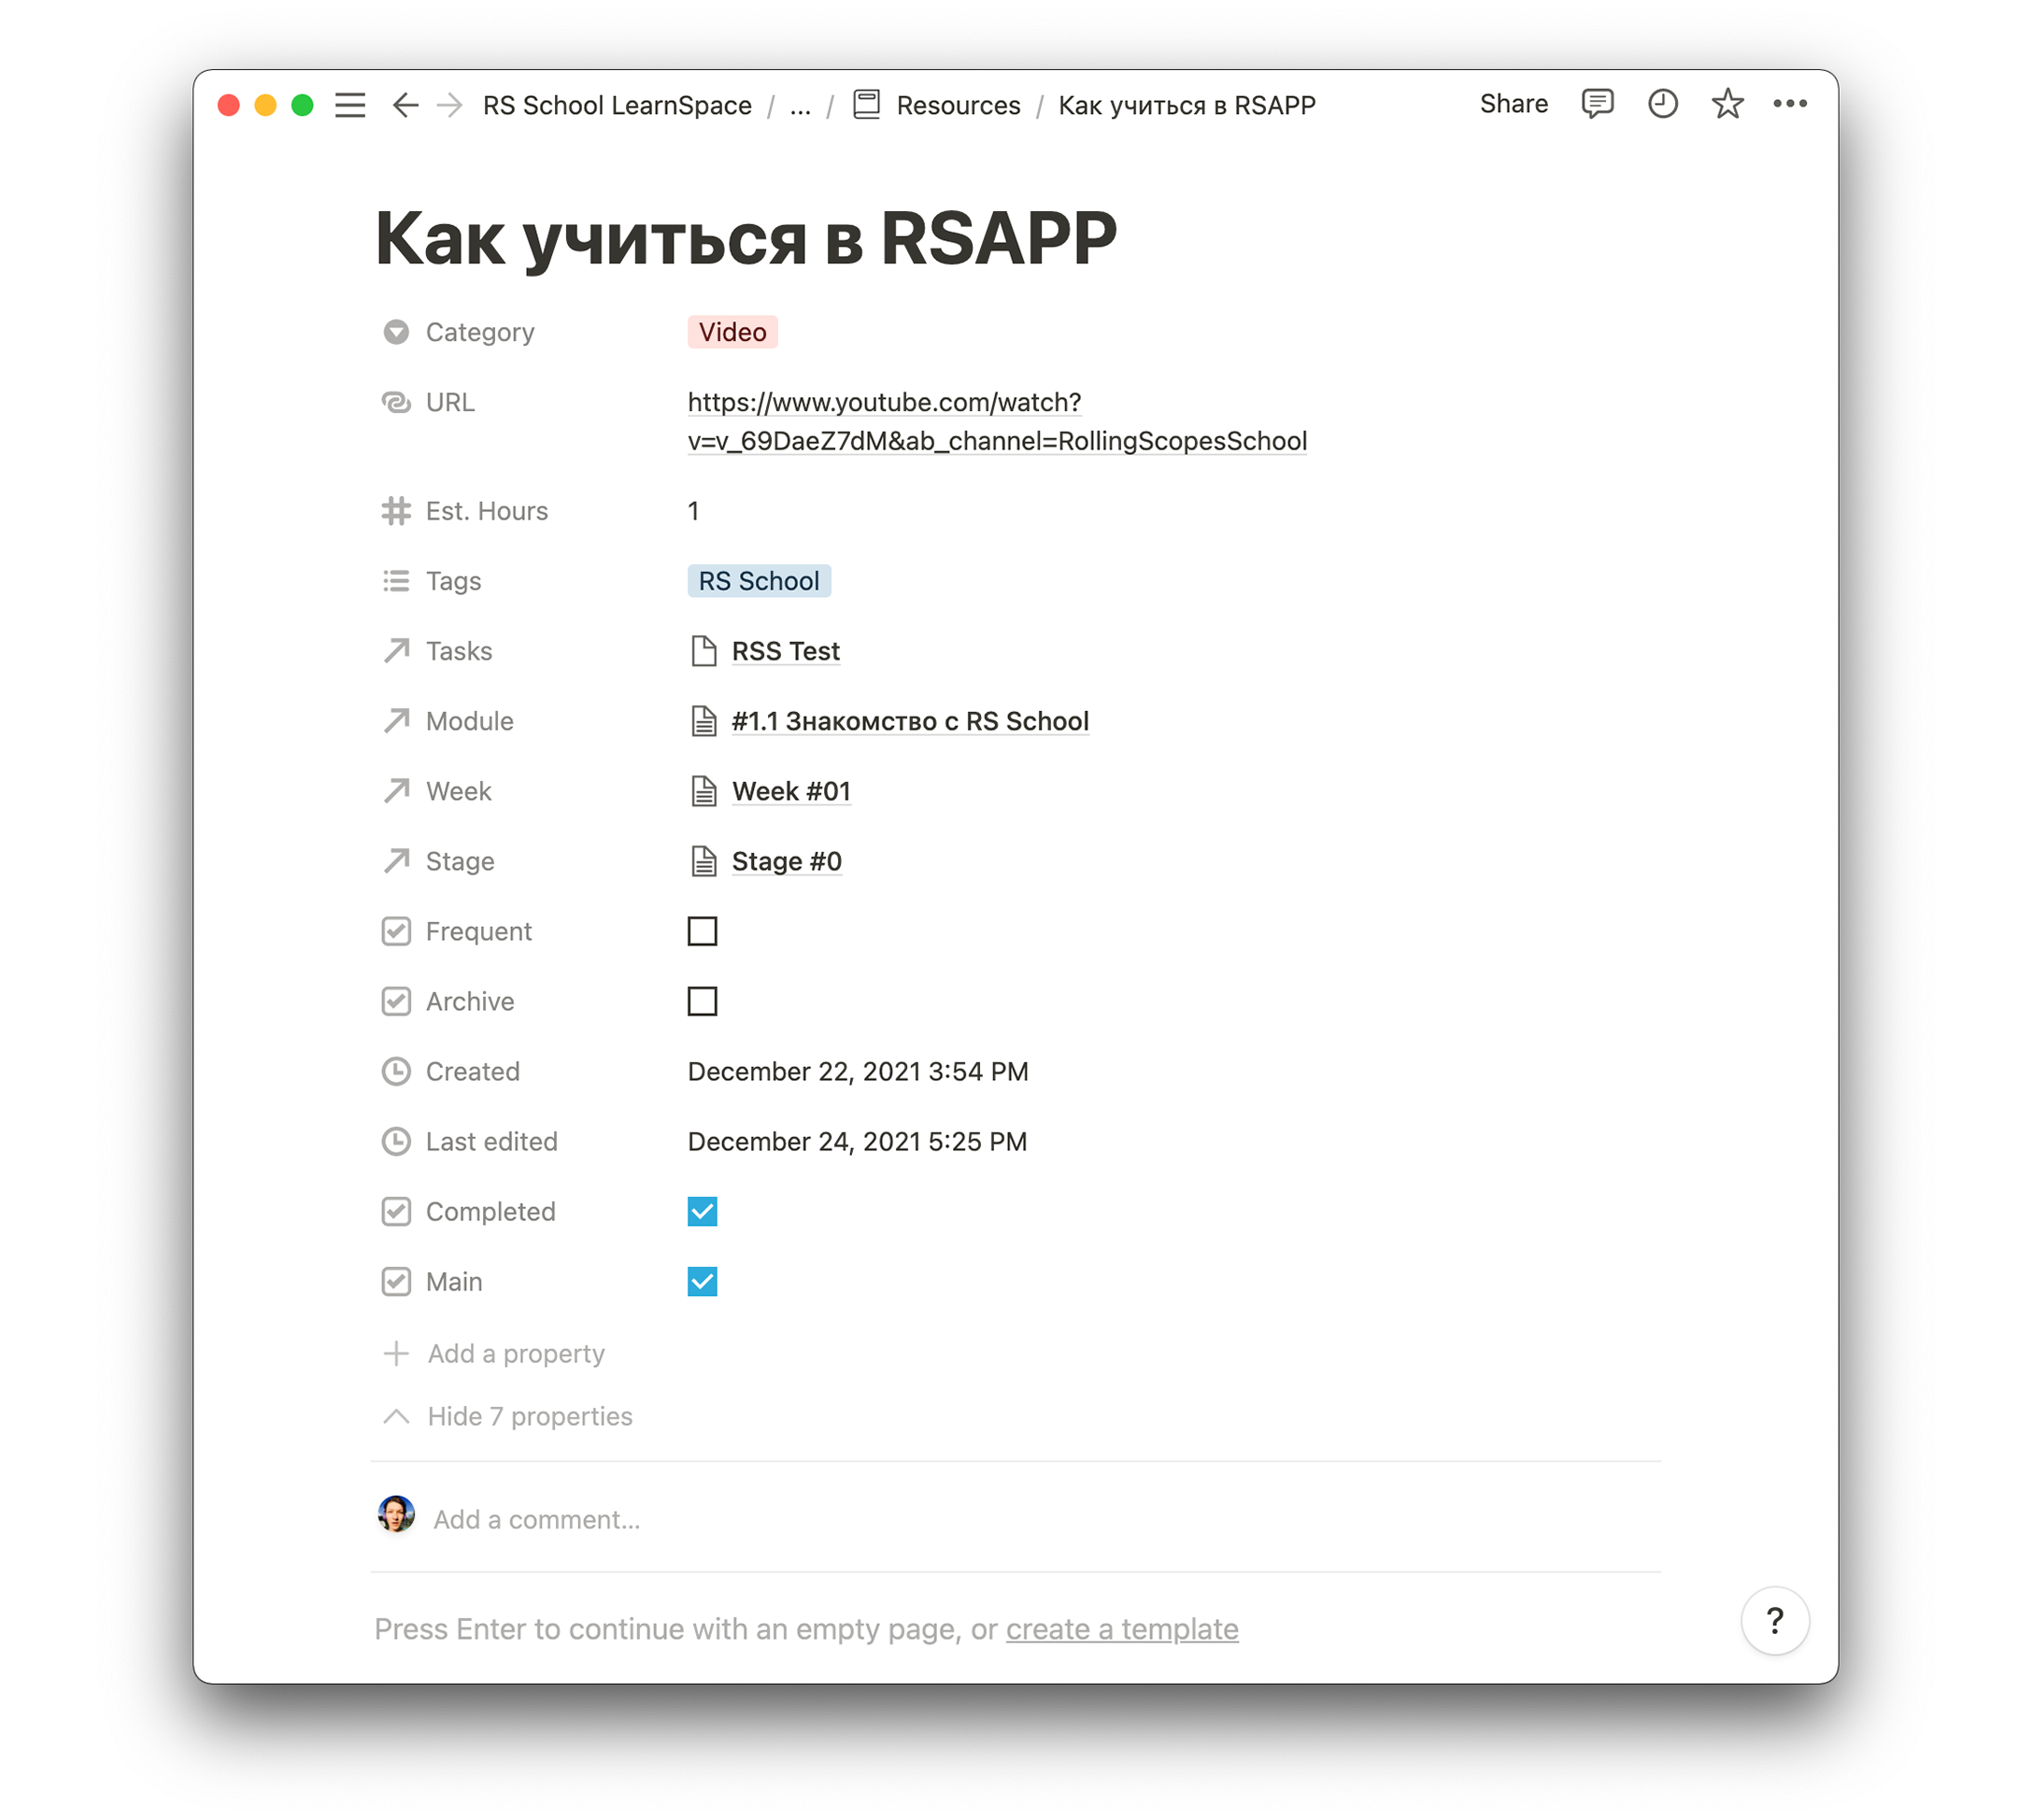 RS School LearnSpace / ... / Resources / Как учиться в RSAPP Share
Как учиться в RSAPP
Category Video
URL https://www.youtube.com/watch?
v=v_69DaeZ7dM&ab_channel=RollingScopesSchool
Est. Hours 1
Tags RS School
Tasks RSS Test
Module #1.1 Знакомство с RS School
Week Week #01
Stage Stage #0
Frequent
Archive
Created December 22, 2021 3:54 PM
Last edited December 24, 2021 5:25 PM
Completed
Main
Add a property
Hide 7 properties
Add a comment...
Press Enter to continue with an empty page, or create a template
?